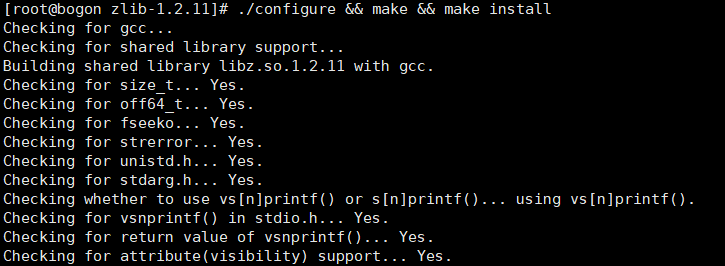 [root@bogon zlib-1.2.11]# ./configure && make && make install
Checking for gcc...
Checking for shared library support...
Building shared library libz.so.1.2.11 with gcc.
Checking for size_t... Yes.
Checking for off64_t... Yes.
Checking for fseeko... Yes.
Checking for strerror... Yes.
Checking for unistd.h... Yes.
Checking for stdarg.h... Yes.
Checking whether to use vs[n]printf() or s[n]printf()... using vs[n]printf().
Checking for vsnprintf() in stdio.h... Yes.
Checking for return value of vsnprintf()... Yes.
Checking for attribute(visibility) support... Yes.